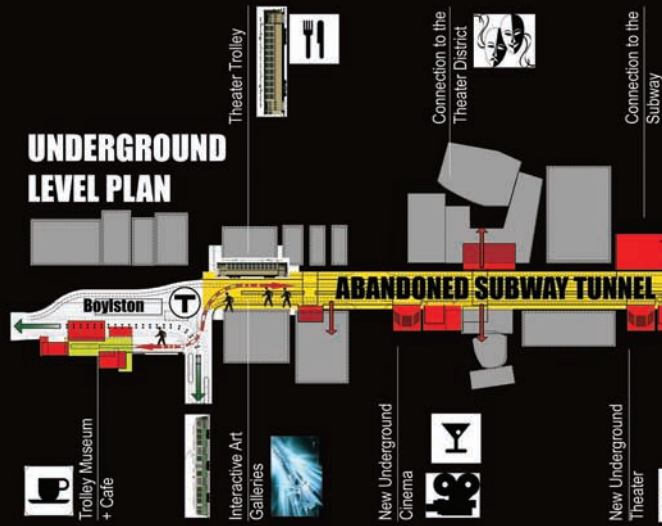 UNDERGROUND
LEVEL PLAN
Theater Trolley
Connection to the
Theater District
Connection to the
Subway
Boylston
T
ABANDONED SUBWAY TUNNEL
Trolley Museum
+ Cafe
Interactive Art
Galleries
New Underground
Cinema
New Underground
Theater